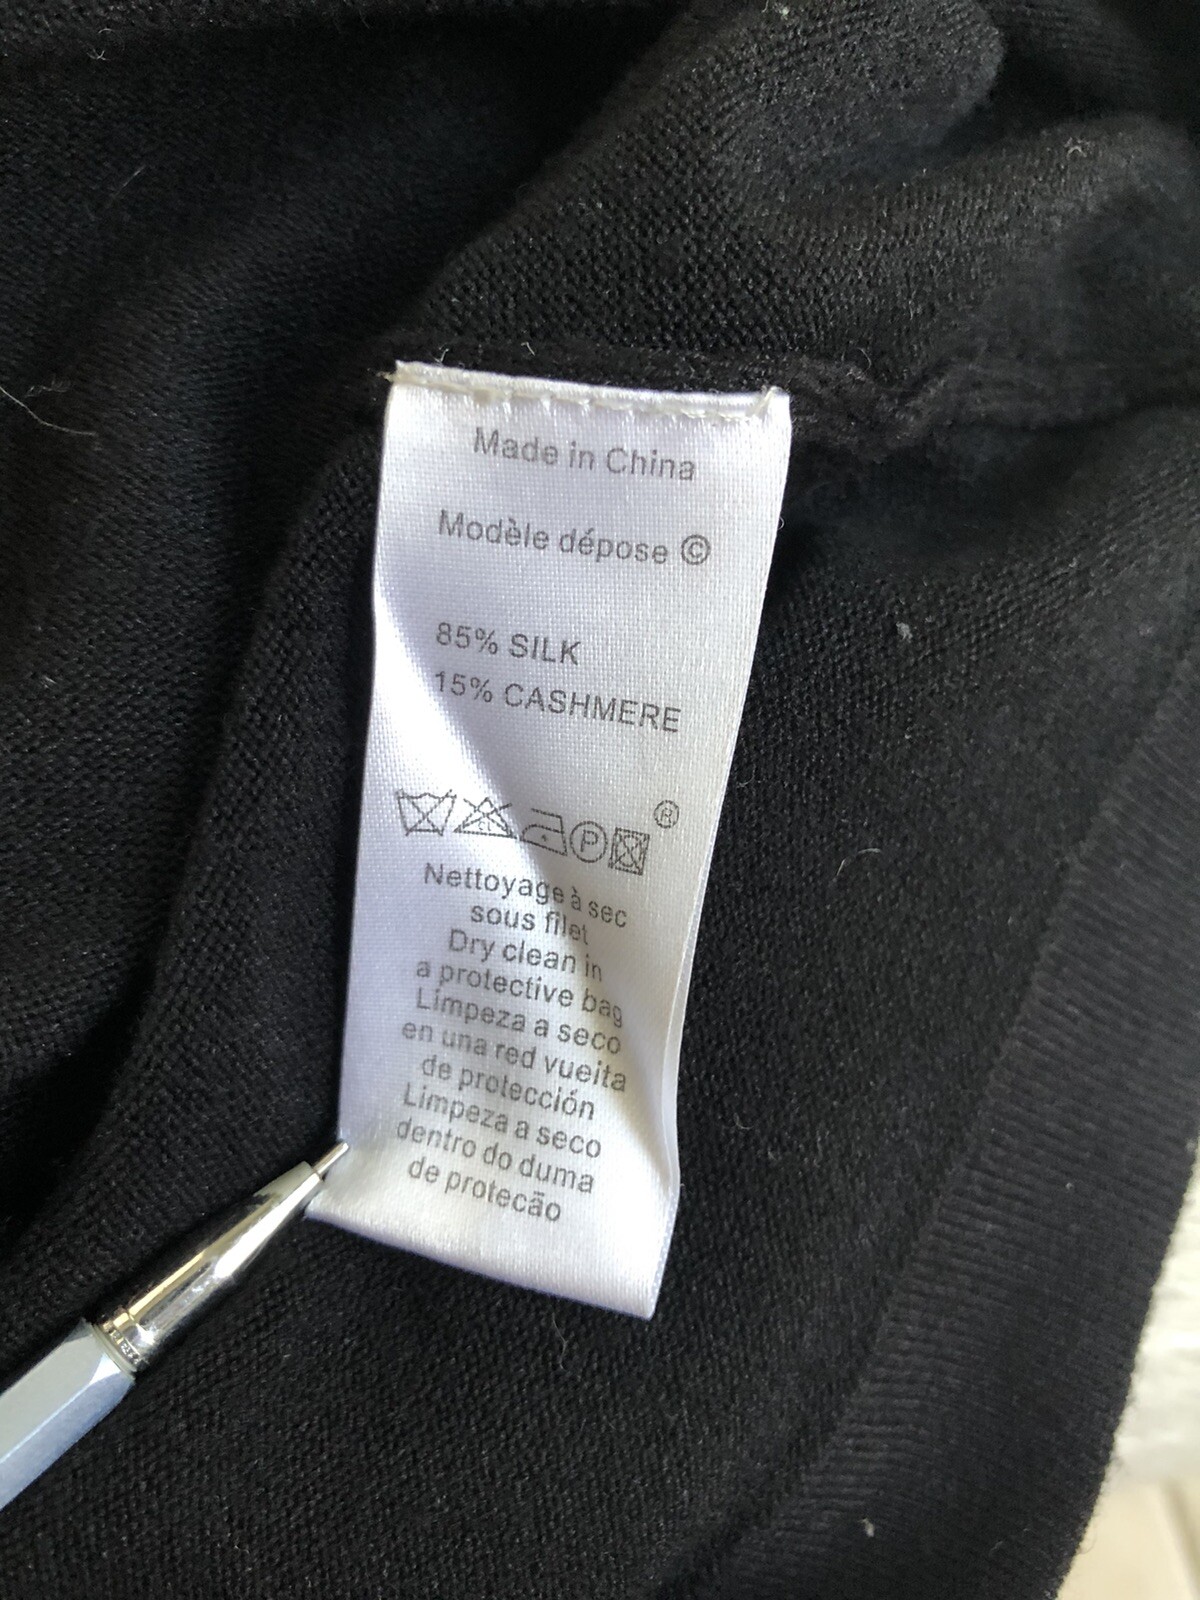 Made in China
Modèle dépose ©
85% SILK
15% CASHMERE
CL
P
®
Nettoyage à sec
sous filet
Dry clean in
a protective bag
Limpeza a seco
en una red vueita
de protección
Limpeza a seco
dentro do duma
de protecão